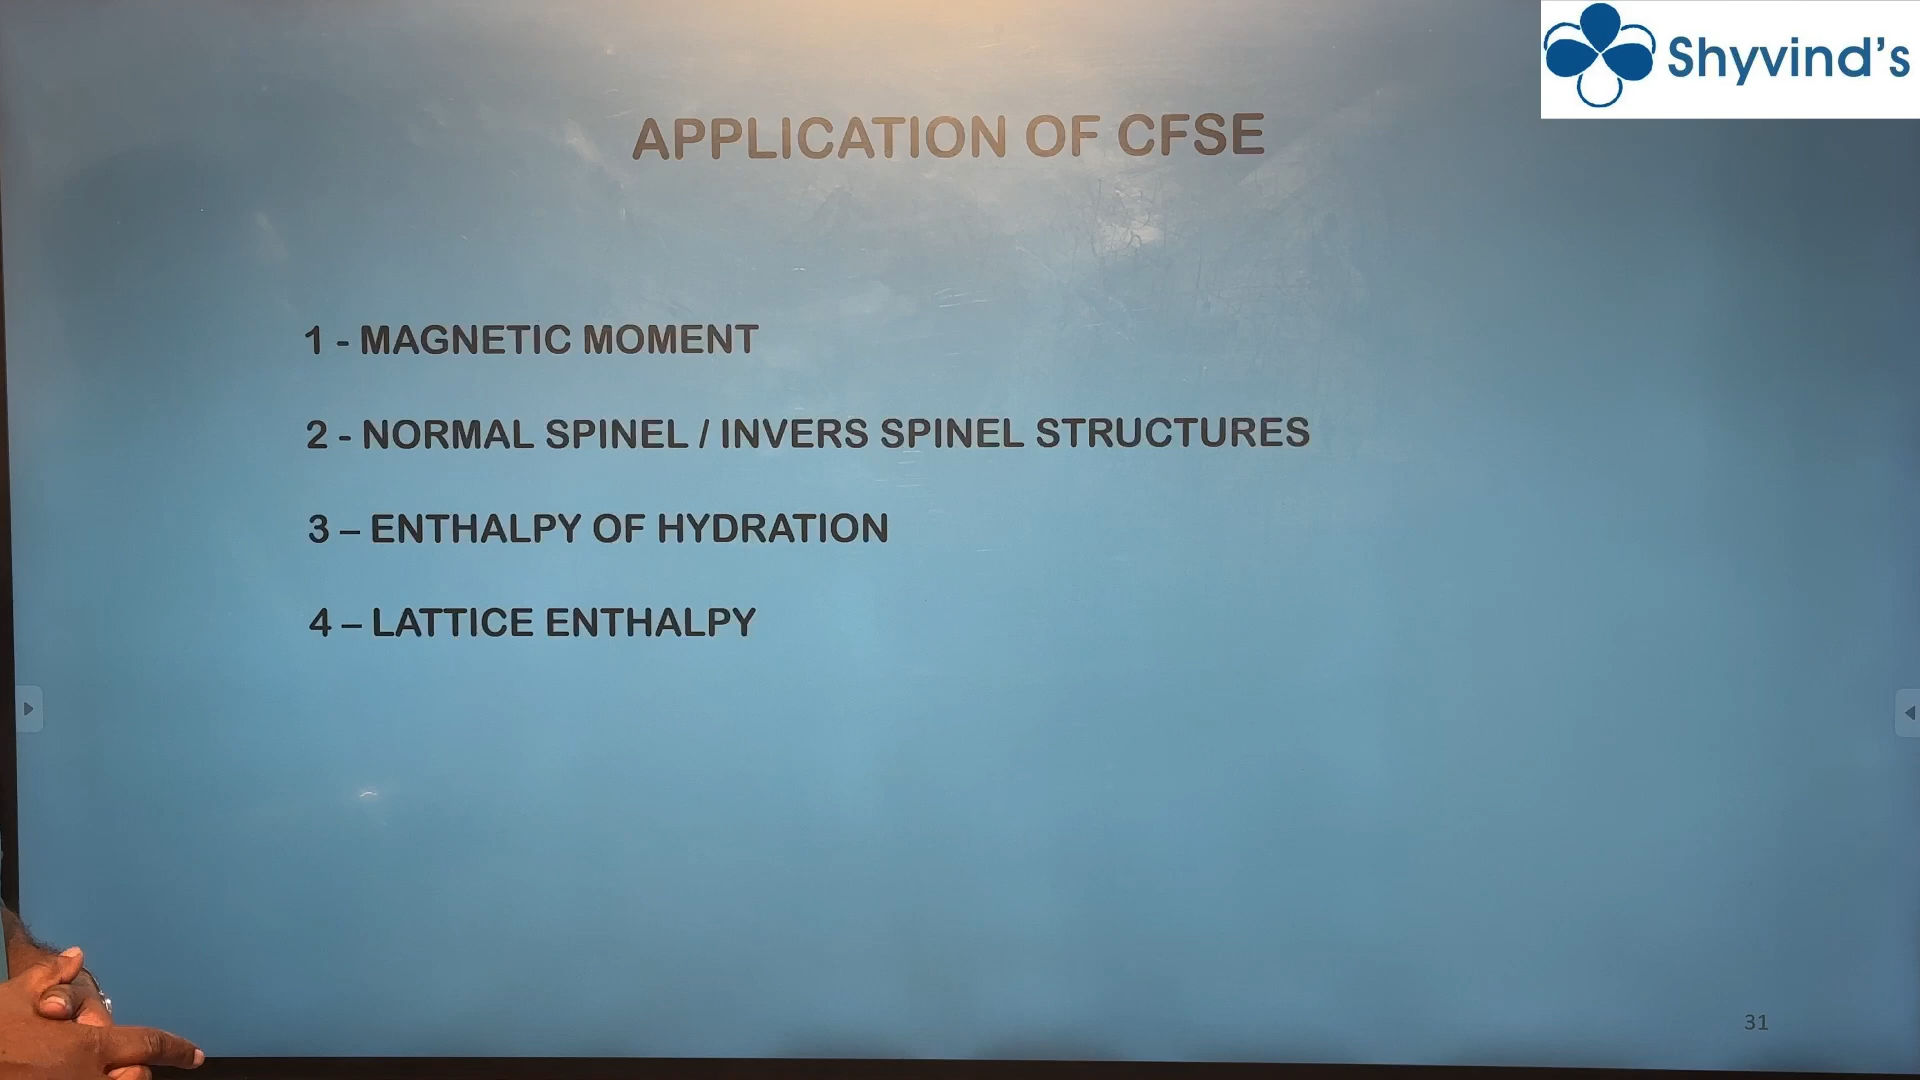 Shyvind's
APPLICATION OF CFSE
1 - MAGNETIC MOMENT
2 - NORMAL SPINEL / INVERS SPINEL STRUCTURES
3 – ENTHALPY OF HYDRATION
4 – LATTICE ENTHALPY
31